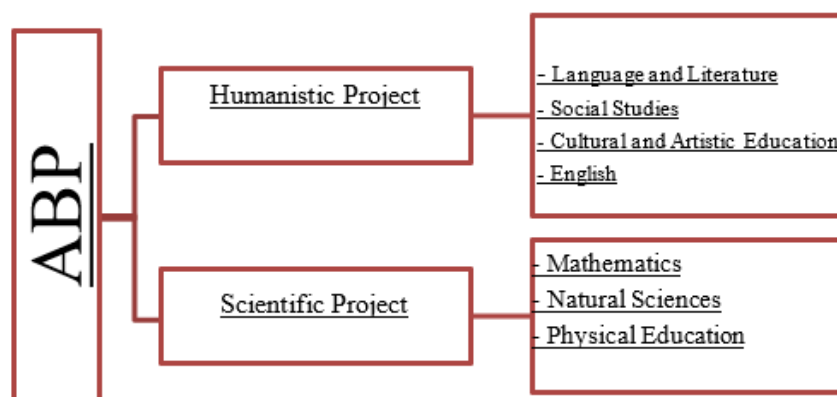 ABP
Humanistic Project
- Language and Literature
- Social Studies
- Cultural and Artistic Education
- English
Scientific Project
- Mathematics
- Natural Sciences
- Physical Education